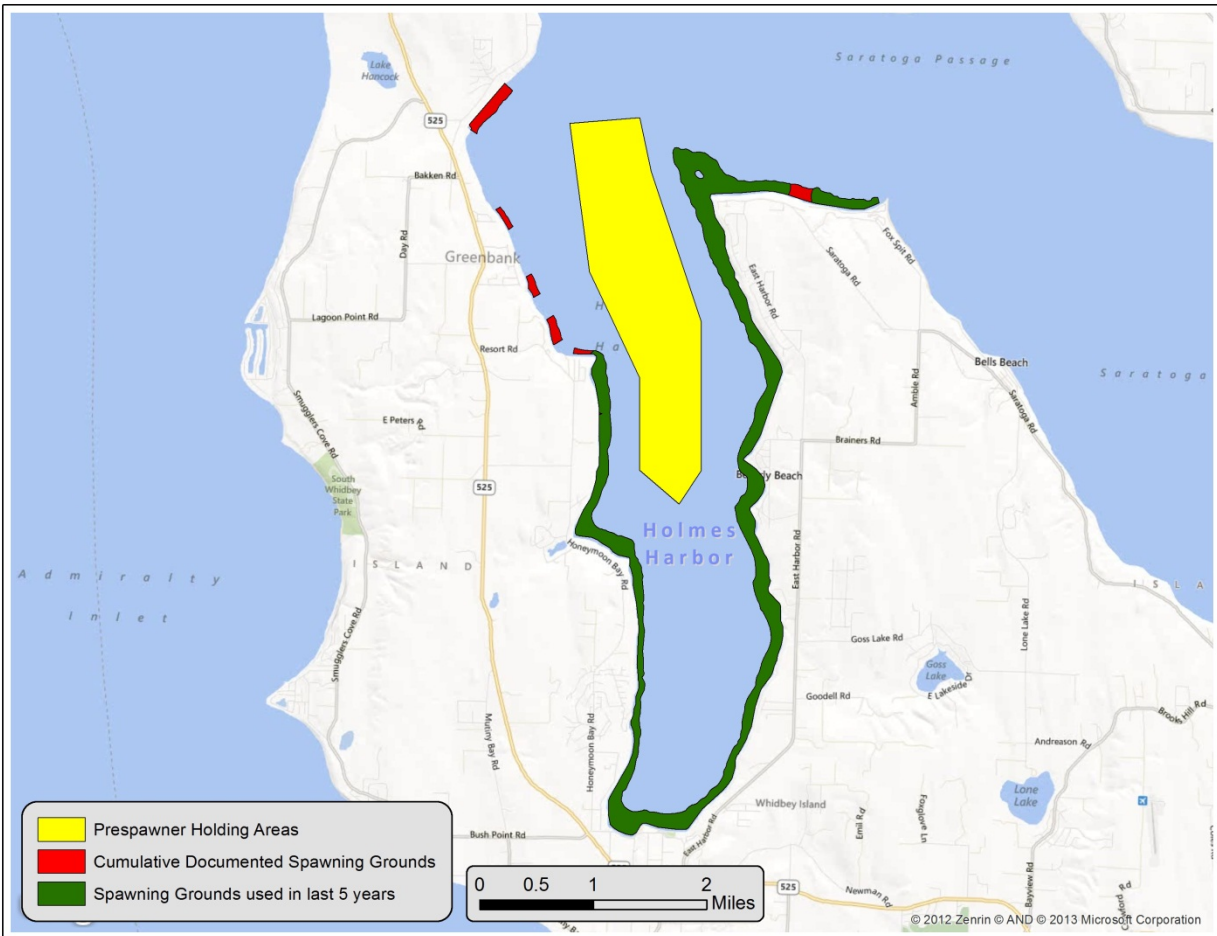 Saratoga Passage
Lake
Hancock
525
Bakken Rd
Day Rd
Greenbank
Fox Spit Rd
Saratoga Rd
East Harbor Rd
H
Ha
Lagoon Point Rd
Resort Rd
Bells Beach
Saratoga
Amble Rd
Saratoga Rd
Smugglers Cove Rd
E Peters Rd
Brainers Rd
South
Whidbey
State
Park
525
Beach
Holmes
Harbor
Honeymoon Bay Rd
East Harbor Rd
Admiralty
Inlet
ISLAND
ISLA
Lone Lake Rd
Smugglers Cove Rd
Goss Lake Rd
Goss
Lake
E Lakeside Dr
Goodell Rd
Brooks Hill Rd
Mutiny Bay Rd
Honeymoon Bay Rd
Andreason Rd
Lone
Lake
Whidbey Island
Emil Rd
Foxglove Ln
Bush Point Rd
East Harbor Rd
Bayview Rd
525
Newman Rd
Prespawner Holding Areas
Cumulative Documented Spawning Grounds
Spawning Grounds used in last 5 years
0 0.5 1 2
Miles
© 2012 Zenrin © AND © 2013 Microsoft Corporation